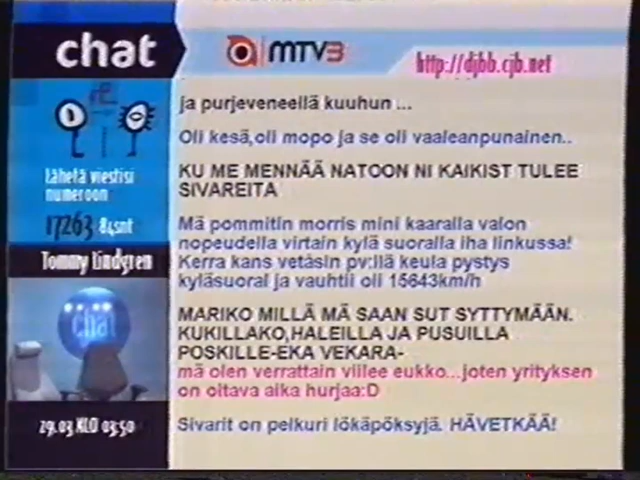 chat
MTV3
http://djbb.cjb.net
ja purjeveneellä kuuhun ...
Oli kesä,oli mopo ja se oli vaaleanpunainen..
KU ME MENNÄÄ NATOON NI KAIKIST TULEE
SIVAREITA
Mä pommitin morris mini kaaralla valon
nopeudella virtain kylä suoralla iha linkussa!
Kerra kans vetäsin pv:llä keula pystys
kyläsuoral ja vauhtii oli 15643km/h
MARIKO MILLÄ MÄ SAAN SUT SYTTYMÄÄN.
KUKILLAKO,HALEILLA JA PUSUILLA
POSKILLE-EKA VEKARA-
mä olen verrattain viilee eukko...joten yrityksen
on oltava aika hurjaa:D
Sivarit on pelkuri lökäpöksyjä. HÄVETKÄÄ!
Lähetä viestisi
numeroon
17263 84snt
Tommy Lindgren
chat
29.03.KLO 03:50